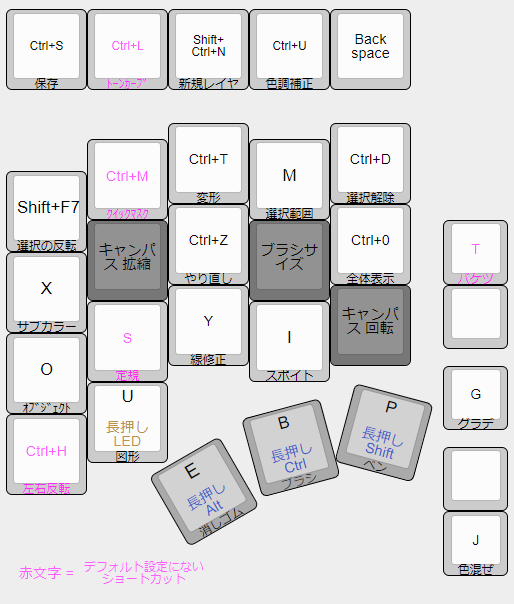 Ctrl+S
保存
Ctrl+L
トーンカーブ
Shift+
Ctrl+N
新規レイヤ
Ctrl+U
色調補正
Back
space
Shift+F7
選択の反転
Ctrl+M
クイックマスク
Ctrl+T
変形
M
選択範囲
Ctrl+D
選択解除
X
サブカラー
キャンバ
ス 拡縮
Ctrl+Z
やり直し
ブラシサ
イズ
Ctrl+0
全体表示
T
バケツ
O
オブジェクト
S
定規
Y
線修正
I
スポイト
キャンバ
ス 回転
Ctrl+H
左右反転
U
長押し
LED
図形
E
長押し
Alt
消しゴム
B
長押し
Ctrl
ブラシ
P
長押し
Shift
ペン
G
グラデ
J
色混ぜ
赤文字 = デフォルト設定にない
ショートカット